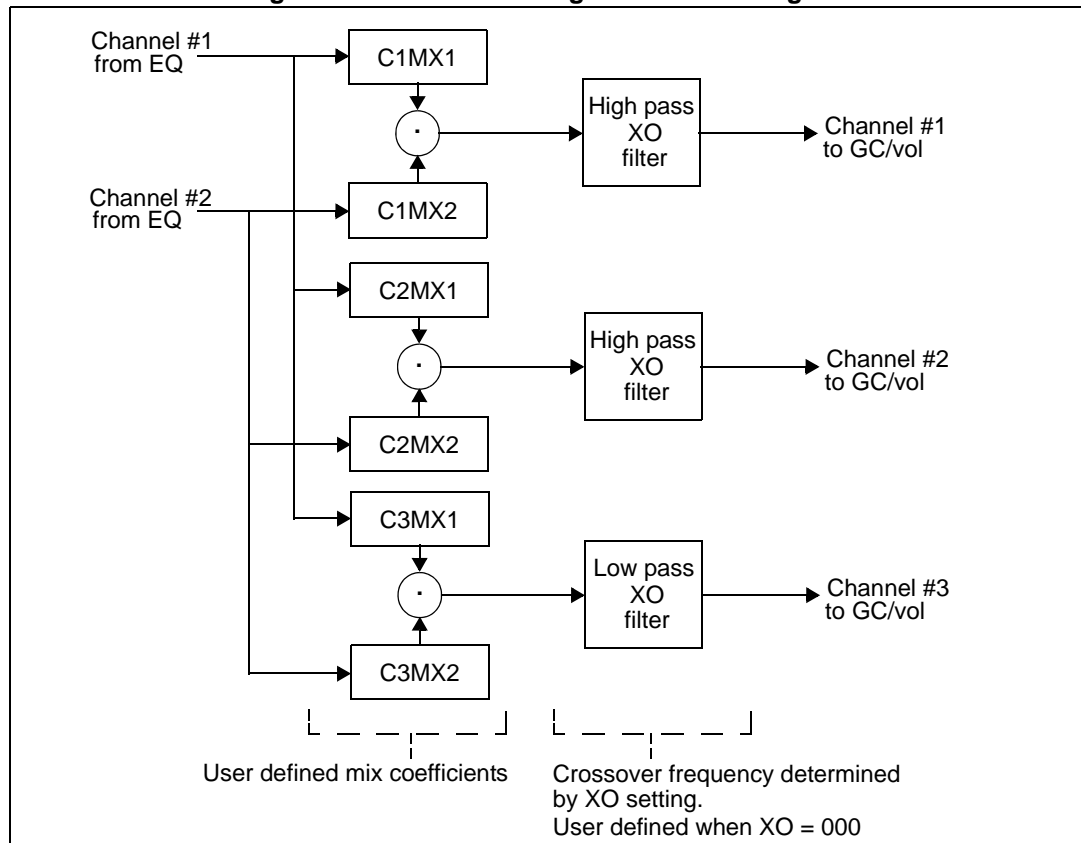 Channel #1
from EQ
C1MX1
·
High pass
XO
filter
Channel #1
to GC/vol
Channel #2
from EQ
C1MX2
C2MX1
·
High pass
XO
filter
Channel #2
to GC/vol
C2MX2
C3MX1
·
Low pass
XO
filter
Channel #3
to GC/vol
C3MX2
User defined mix coefficients
Crossover frequency determined
by XO setting.
User defined when XO = 000